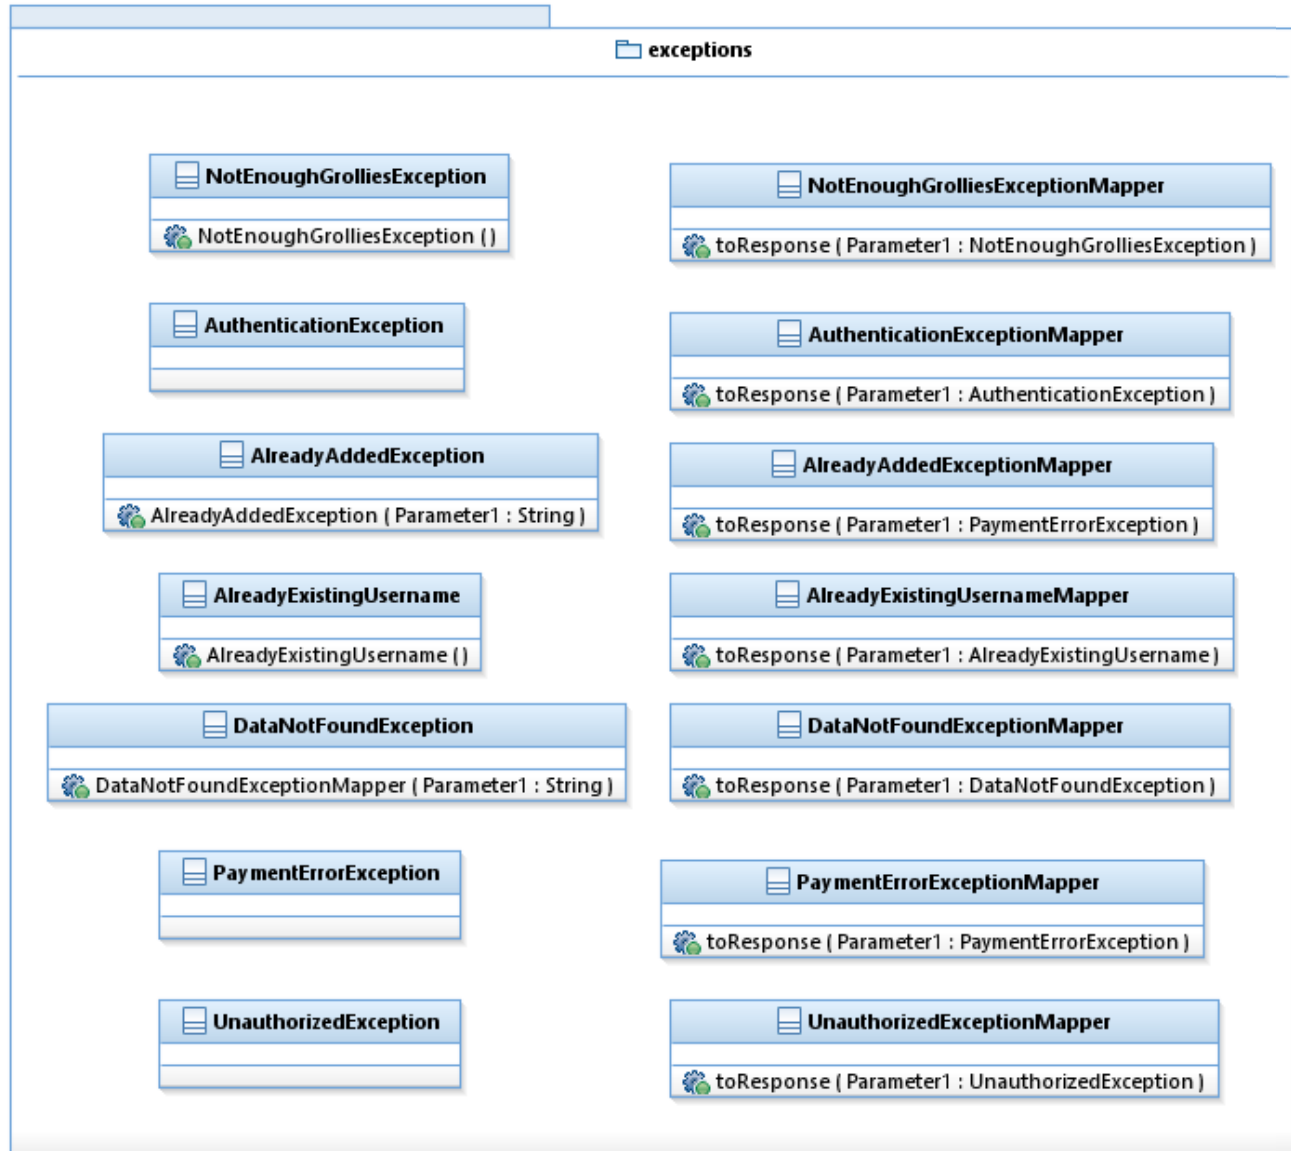 exceptions
NotEnoughGrolliesException
NotEnoughGrolliesException ( )
NotEnoughGrolliesExceptionMapper
toResponse ( Parameter1 : NotEnoughGrolliesException )
AuthenticationException
AuthenticationExceptionMapper
toResponse ( Parameter1 : AuthenticationException )
AlreadyAddedException
AlreadyAddedException ( Parameter1 : String )
AlreadyAddedExceptionMapper
toResponse ( Parameter1 : PaymentErrorException )
AlreadyExistingUsername
AlreadyExistingUsername ( )
AlreadyExistingUsernameMapper
toResponse ( Parameter1 : AlreadyExistingUsername )
DataNotFoundException
DataNotFoundExceptionMapper ( Parameter1 : String )
DataNotFoundExceptionMapper
toResponse ( Parameter1 : DataNotFoundException )
PaymentErrorException
PaymentErrorExceptionMapper
toResponse ( Parameter1 : PaymentErrorException )
UnauthorizedException
UnauthorizedExceptionMapper
toResponse ( Parameter1 : UnauthorizedException )